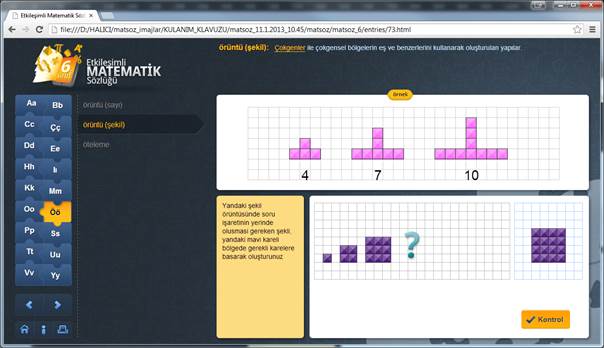 Etkileşimli Matematik Sözlüğü
file:///D:/HALICI/matsoz_imajlar/KULLANIM_KLAVUZU/matsoz_11.1.2013_10.45/matsoz/matsoz_6/entries/73.html
6
sınıf
Etkileşimli
MATEMATİK
Sözlüğü
örüntü (şekil): Çokgenler ile çokgensel bölgelerin eş ve benzerlerini kullanarak oluşturulan yapılar.
Aa Bb
Cc Çç
Dd Ee
Hh Iı
Kk Mm
Oo Öö
Pp Ss
Tt Uu
Vv Yy
örüntü (sayı)
örüntü (şekil)
öteleme
örnek
4 7 10
Yandaki şekil
örüntüsünde soru
işaretinin yerinde
oluşması gereken şekli,
yandaki mavi kareli
bölgede gerekli karelere
basarak oluşturunuz
?
Kontrol